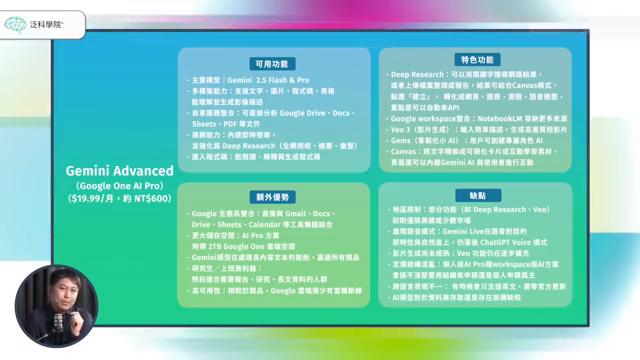 泛科學院
Gemini Advanced
(Google One AI Pro)
($19.99/月,約 NT$600)
可用功能
- 主要模型:Gemini 2.5 Flash & Pro
- 多模態能力:支援文字、圖片、程式碼、表格
能理解並生成影像描述
- 自家服務整合:可直接分析 Google Drive、Docs、
Sheets、PDF 等文件
- 連網能力:內建即時搜尋,
並強化為 Deep Research(全網爬梳、摘要、彙整)
- 匯入程式碼:能閱讀、解釋與生成程式碼
特色功能
- Deep Research:可以用關鍵字搜尋網路結果,
或者上傳檔案整理成報告,結果可結合Canvas模式,
點選「建立」, 轉化成網頁、圖表、測驗、語音摘要,
重點是可以自動串API
- Google workspace整合:NotebookLM 容納更多來源
- Veo 3(影片生成):輸入簡單描述,生成高畫質短影片
- Gems(客製化小 AI):用戶可創建專屬角色 AI
- Canvas:將文字轉換成可視化卡片或互動學習素材,
頁面還可以內建Gemini AI 與使用者進行互動
額外優勢
- Google 生態系整合:直接與 Gmail、Docs、
Drive、Sheets、Calendar 等工具無縫結合
- 更大儲存空間:AI Pro 方案
附帶 2TB Google One 雲端空間
- Gemini模型在處理長內容文本的能耐,贏過所有競品
- 研究生/上班族利器:
特別適合需要報告、研究、長文資料的人群
- 高可用性:相較於競品,Google 雲端很少有當機斷線
缺點
- 地區限制:部分功能(如 Deep Research、Veo)
初期僅限美國或少數市場
- 進階語音模式:Gemini Live在語音對談的
即時性與自然度上,仍落後 ChatGPT Voice 模式
- 影片生成尚未成熟:Veo 功能仍在逐步擴充
- 定價結構混亂:個人版AI Pro跟workspace版AI方案
會搞不清楚要用組織來申請還是個人申請為主
- 跨語言表現不一: 有時候會只支援英文,需等官方更新
- AI模型對於資料庫存取還是存在架構缺陷